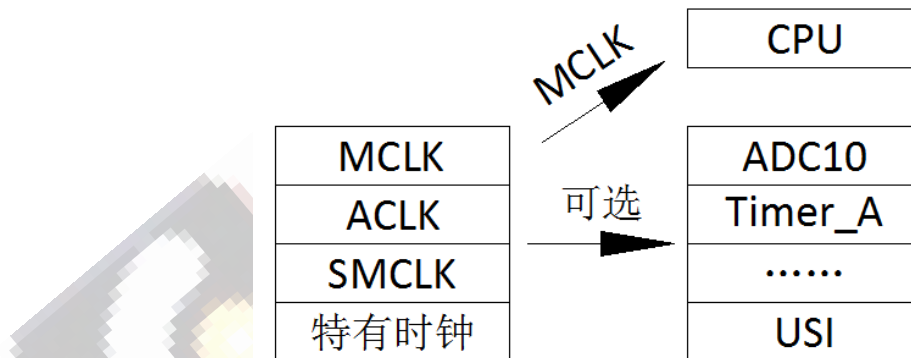 MCLK
CPU
MCLK
ACLK
SMCLK
特有时钟
可选
ADC10
Timer_A
······
USI